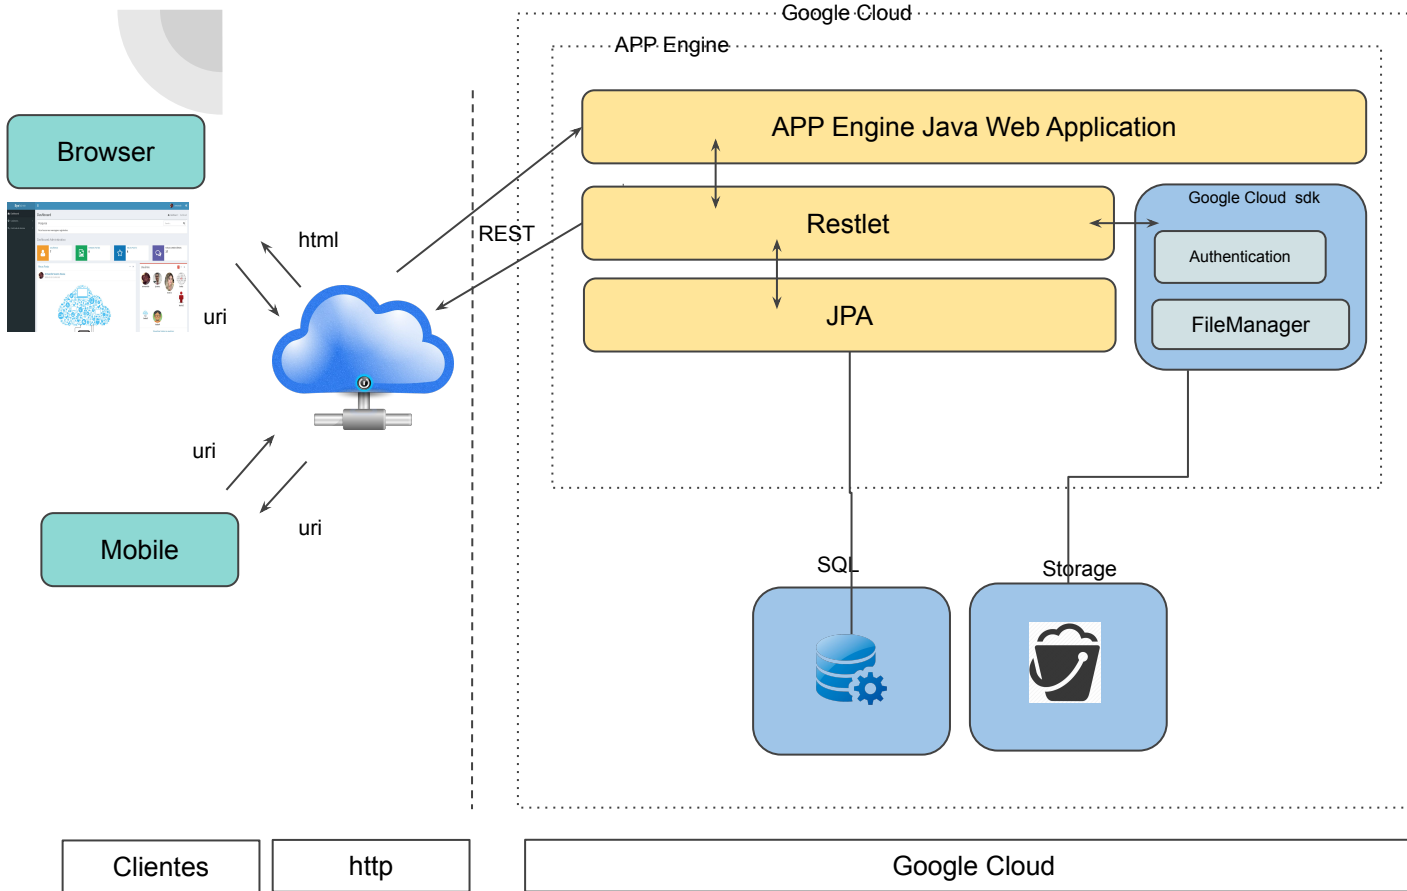 Google Cloud
APP Engine
APP Engine Java Web Application
Browser
Restlet
Google Cloud sdk
Authentication
FileManager
JPA
html
REST
uri
uri
uri
Mobile
SQL
Storage
Clientes
http
Google Cloud
Dashboard